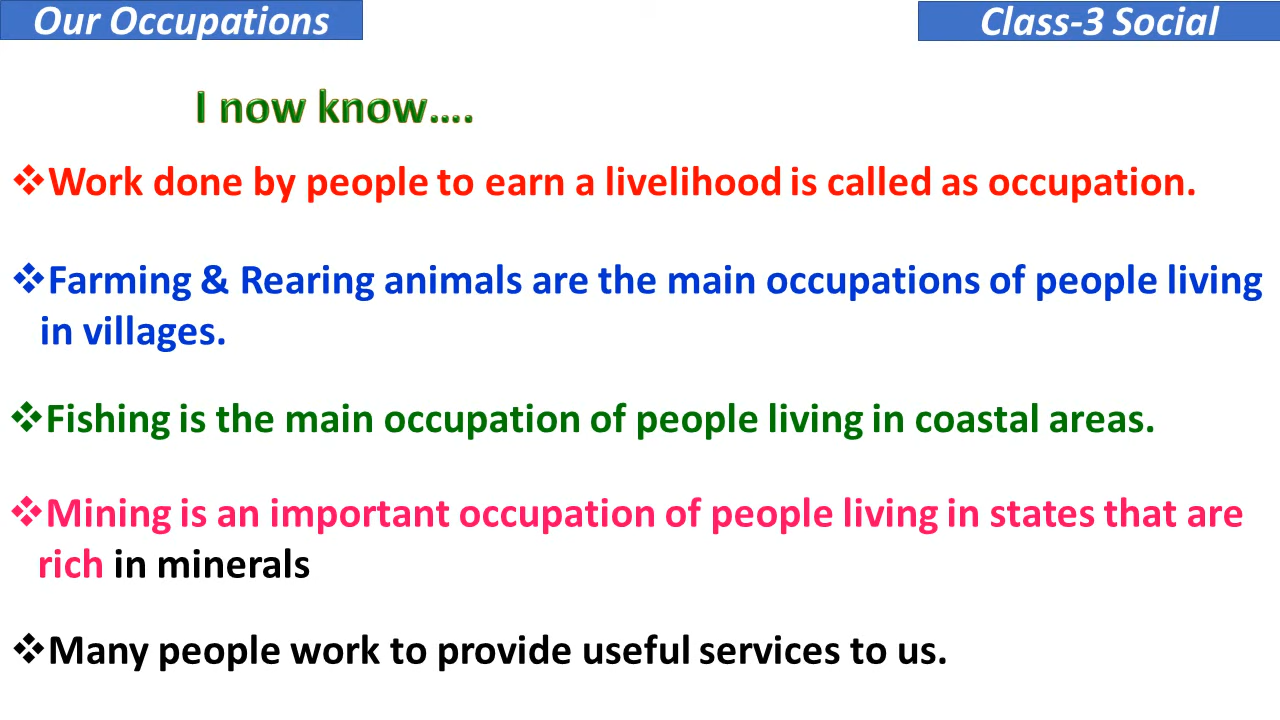 Our Occupations
Class-3 Social
I now know....
❖Work done by people to earn a livelihood is called as occupation.
❖Farming & Rearing animals are the main occupations of people living
in villages.
❖Fishing is the main occupation of people living in coastal areas.
❖Mining is an important occupation of people living in states that are
rich in minerals
❖Many people work to provide useful services to us.